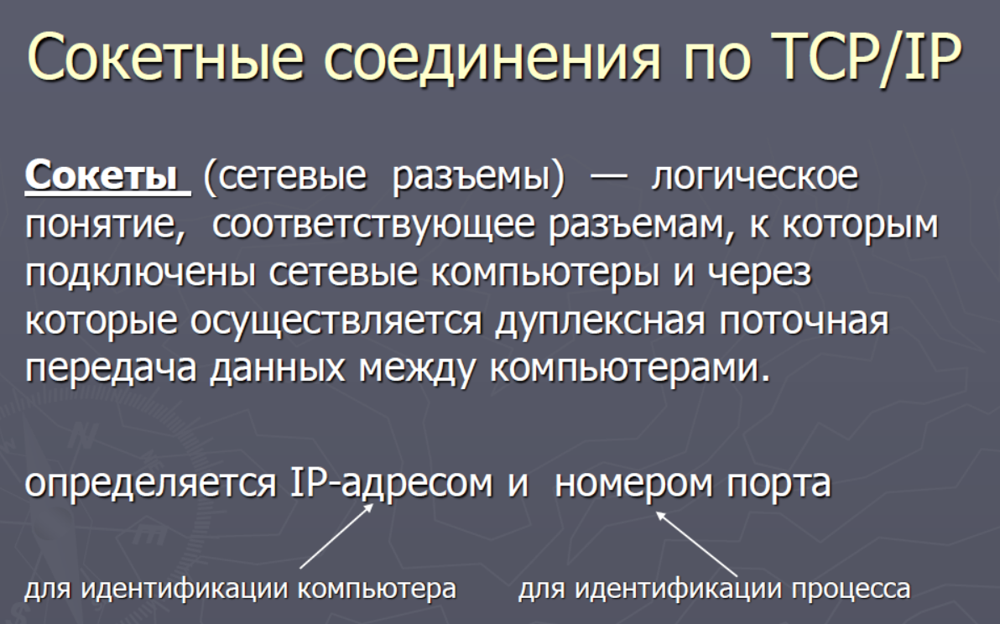 Сокетные соединения по TCP/IP
Сокеты (сетевые разъемы) — логическое
понятие, соответствующее разъемам, к которым
подключены сетевые компьютеры и через
которые осуществляется дуплексная поточная
передача данных между компьютерами.
определяется IP-адресом и номером порта
для идентификации компьютера для идентификации процесса
N
E